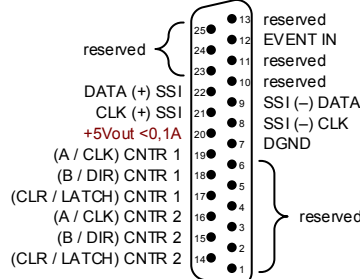 25 13 reserved
reserved 24 12 EVENT IN
11 reserved
23 10 reserved
DATA (+) SSI 22 9 SSI (–) DATA
CLK (+) SSI 21 8 SSI (–) CLK
+5Vout <0,1A 20 7 DGND
(A / CLK) CNTR 1 19 6
(B / DIR) CNTR 1 18 5
(CLR / LATCH) CNTR 1 17 4
(A / CLK) CNTR 2 16 3 reserved
(B / DIR) CNTR 2 15 2
(CLR / LATCH) CNTR 2 14 1